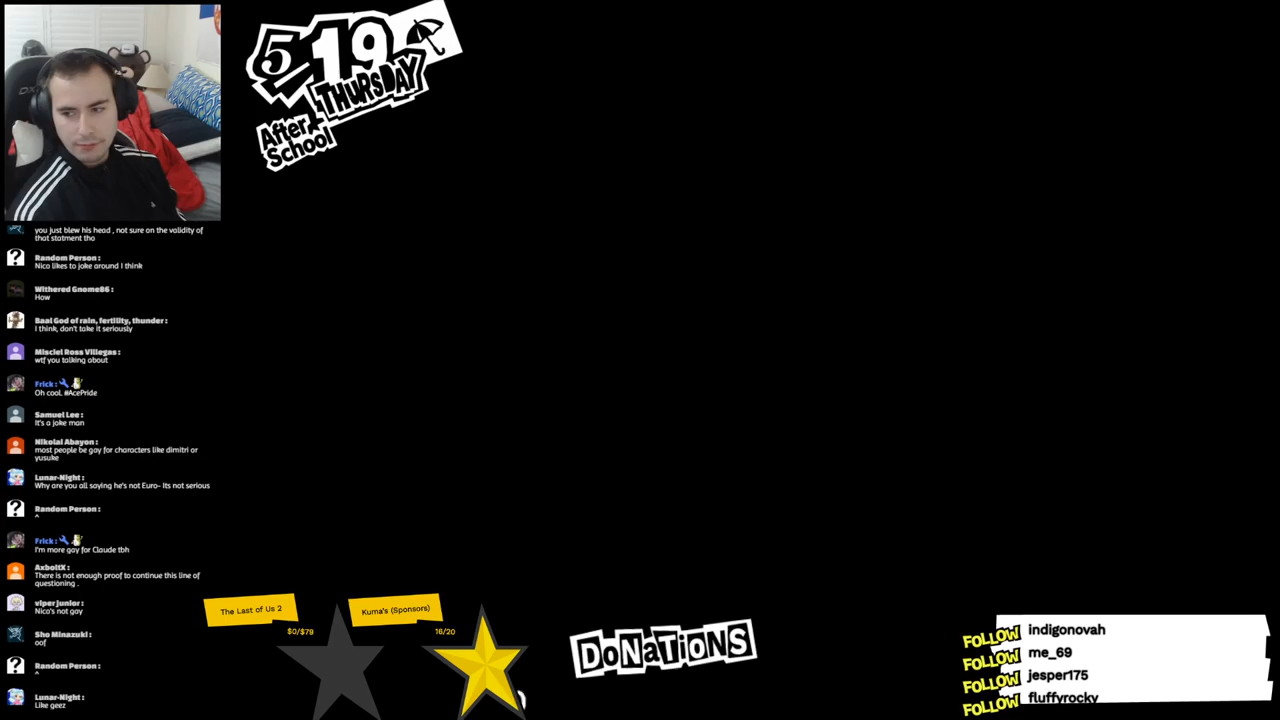 5/19
THURSDAY
After
School
you just blew his head , not sure on the validity of
that statment tho
Random Person :
Nico likes to joke around I think
Withered Gnome86 :
How
Baal God of rain, fertility, thunder :
I think, don't take it seriously
Misciel Ross Villegas :
wtf you talking about
Frick :
Oh cool. #AcePride
Samuel Lee :
It's a joke man
Nikolai Abayon :
most people be gay for characters like dimitri or
yusuke
Lunar-Night :
Why are you all saying he's not Euro- Its not serious
Random Person :
^
Frick :
I'm more gay for Claude tbh
AxboltX :
There is not enough proof to continue this line of
questioning .
viper junior :
Nico's not gay
Sho Minazuki :
oof
Random Person :
^
Lunar-Night :
Like geez
The Last of Us 2
$0/$79
Kuma's (Sponsors)
16/20
DoNaTiONS
FOLLOW indigonovah
FOLLOW me_69
FOLLOW jesper175
FOLLOW fluffyrocky